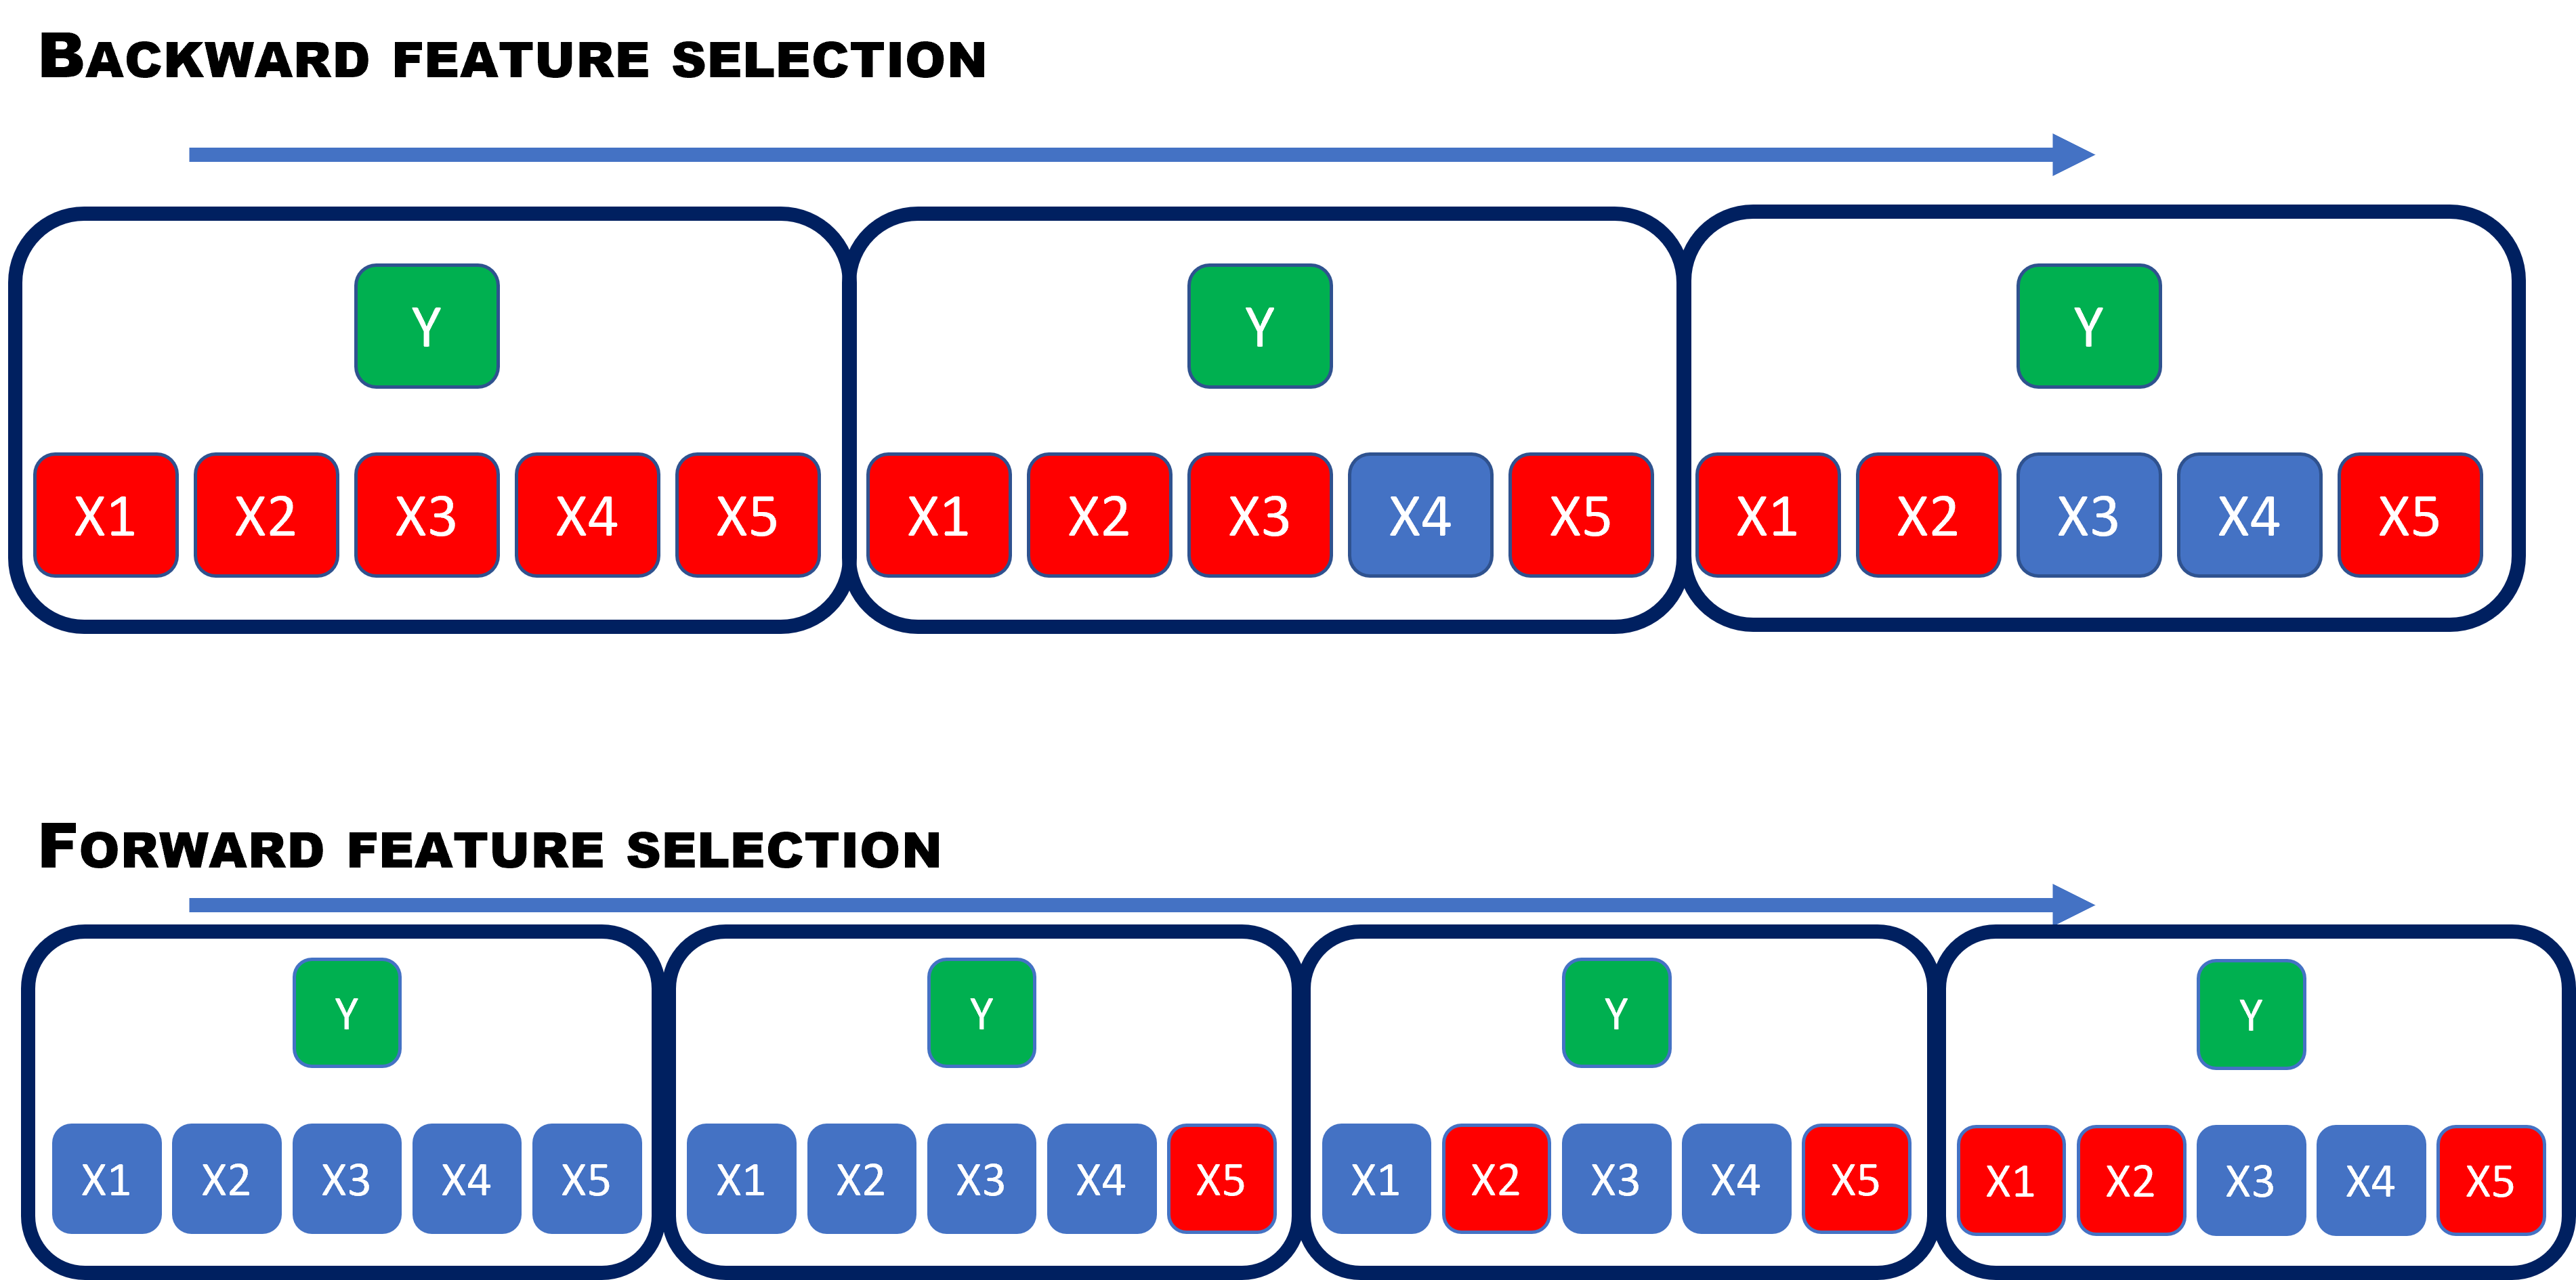 BACKWARD FEATURE SELECTION
Y Y Y
X1 X2 X3 X4 X5 X1 X2 X3 X4 X5 X1 X2 X3 X4 X5
FORWARD FEATURE SELECTION
Y Y Y Y
X1 X2 X3 X4 X5 X1 X2 X3 X4 X5 X1 X2 X3 X4 X5 X1 X2 X3 X4 X5